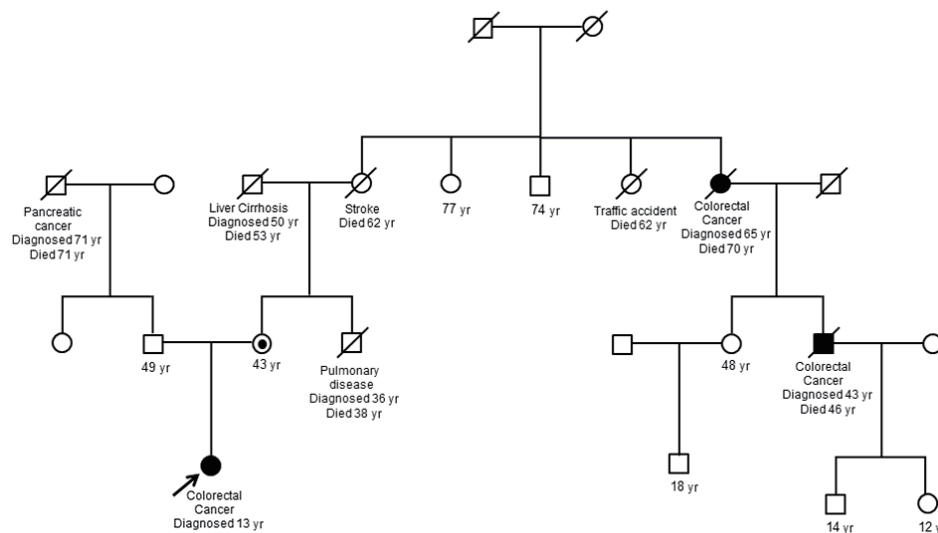 Pancreatic
cancer
Diagnosed 71 yr
Died 71 yr
Liver Cirrhosis
Diagnosed 50 yr
Died 53 yr
Stroke
Died 62 yr
77 yr
74 yr
Traffic accident
Died 62 yr
Colorectal
Cancer
Diagnosed 65 yr
Died 70 yr
49 yr
43 yr
Pulmonary
disease
Diagnosed 36 yr
Died 38 yr
48 yr
Colorectal
Cancer
Diagnosed 43 yr
Died 46 yr
Colorectal
Cancer
Diagnosed 13 yr
18 yr
14 yr
12 y